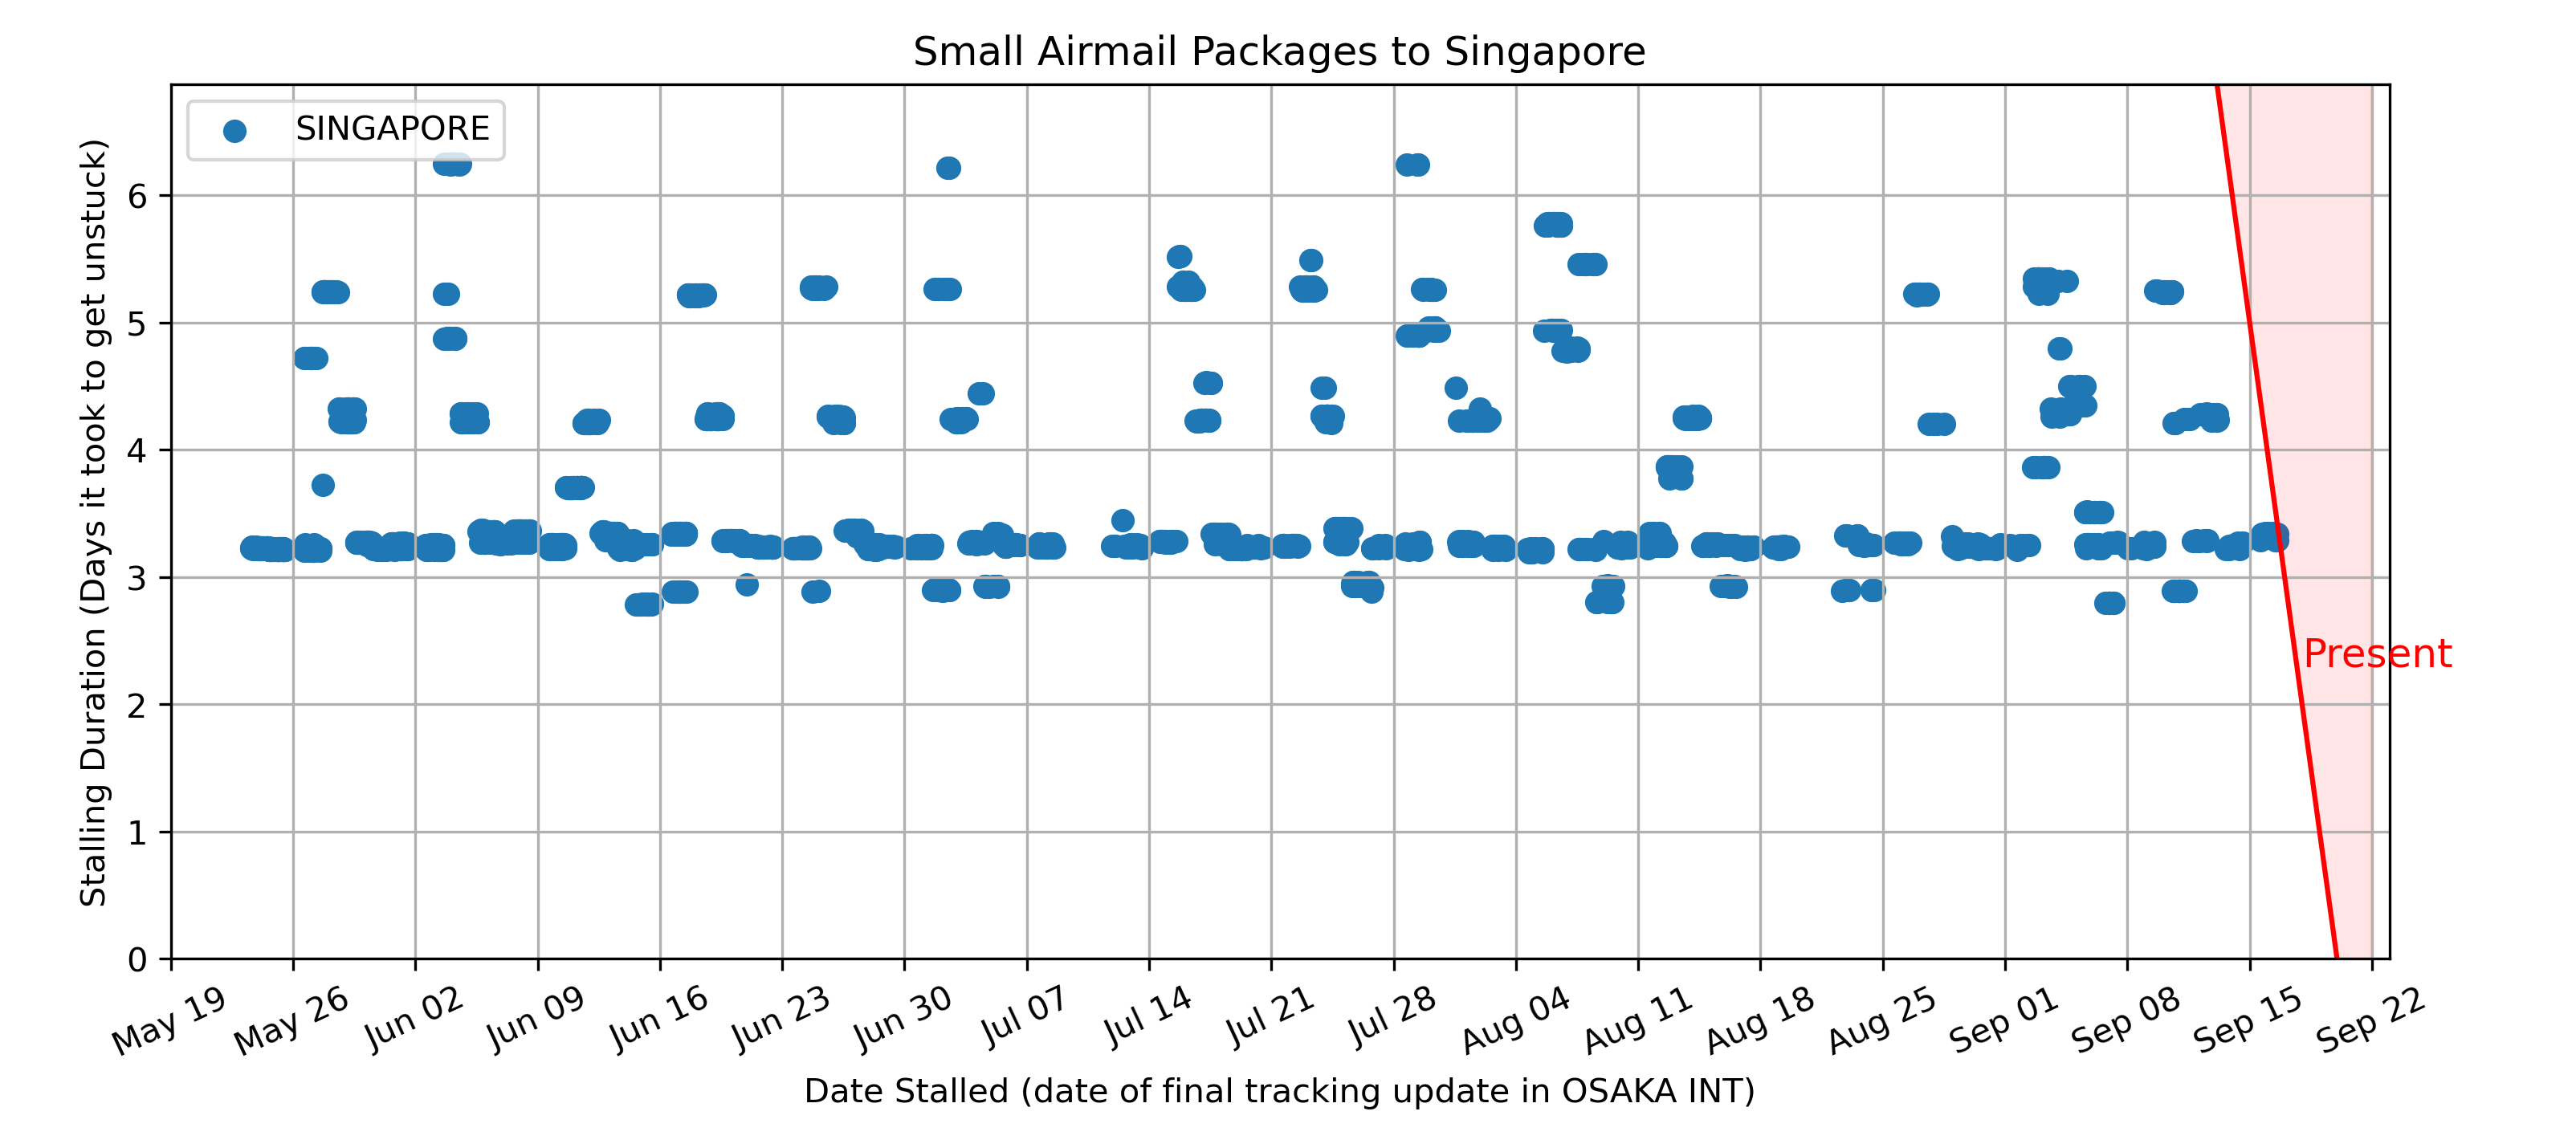 Small Airmail Packages to Singapore
SINGAPORE
Stalling Duration (Days it took to get unstuck)
6
5
4
3
2
1
0
Present
May 19
May 26
Jun 02
Jun 09
Jun 16
Jun 23
Jun 30
Jul 07
Jul 14
Jul 21
Jul 28
Aug 04
Aug 11
Aug 18
Aug 25
Sep 01
Sep 08
Sep 15
Sep 22
Date Stalled (date of final tracking update in OSAKA INT)